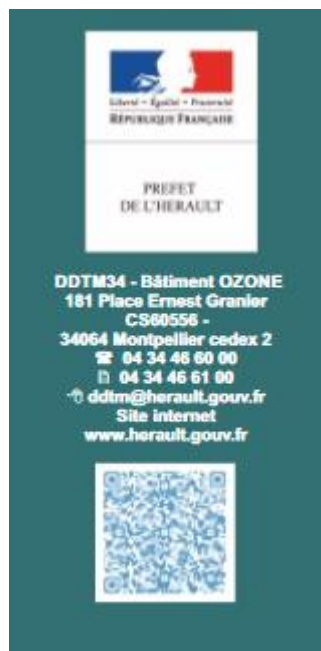 Liberté • Égalité • Fraternité
RÉPUBLIQUE FRANÇAISE
PREFET
DE L'HERAULT
DDTM34 - Bâtiment OZONE
181 Place Ernest Granier
CS60556 -
34064 Montpellier cedex 2
☎ 04 34 46 60 00
04 34 46 61 00
ddtm@herault.gouv.fr
Site internet
www.herault.gouv.fr